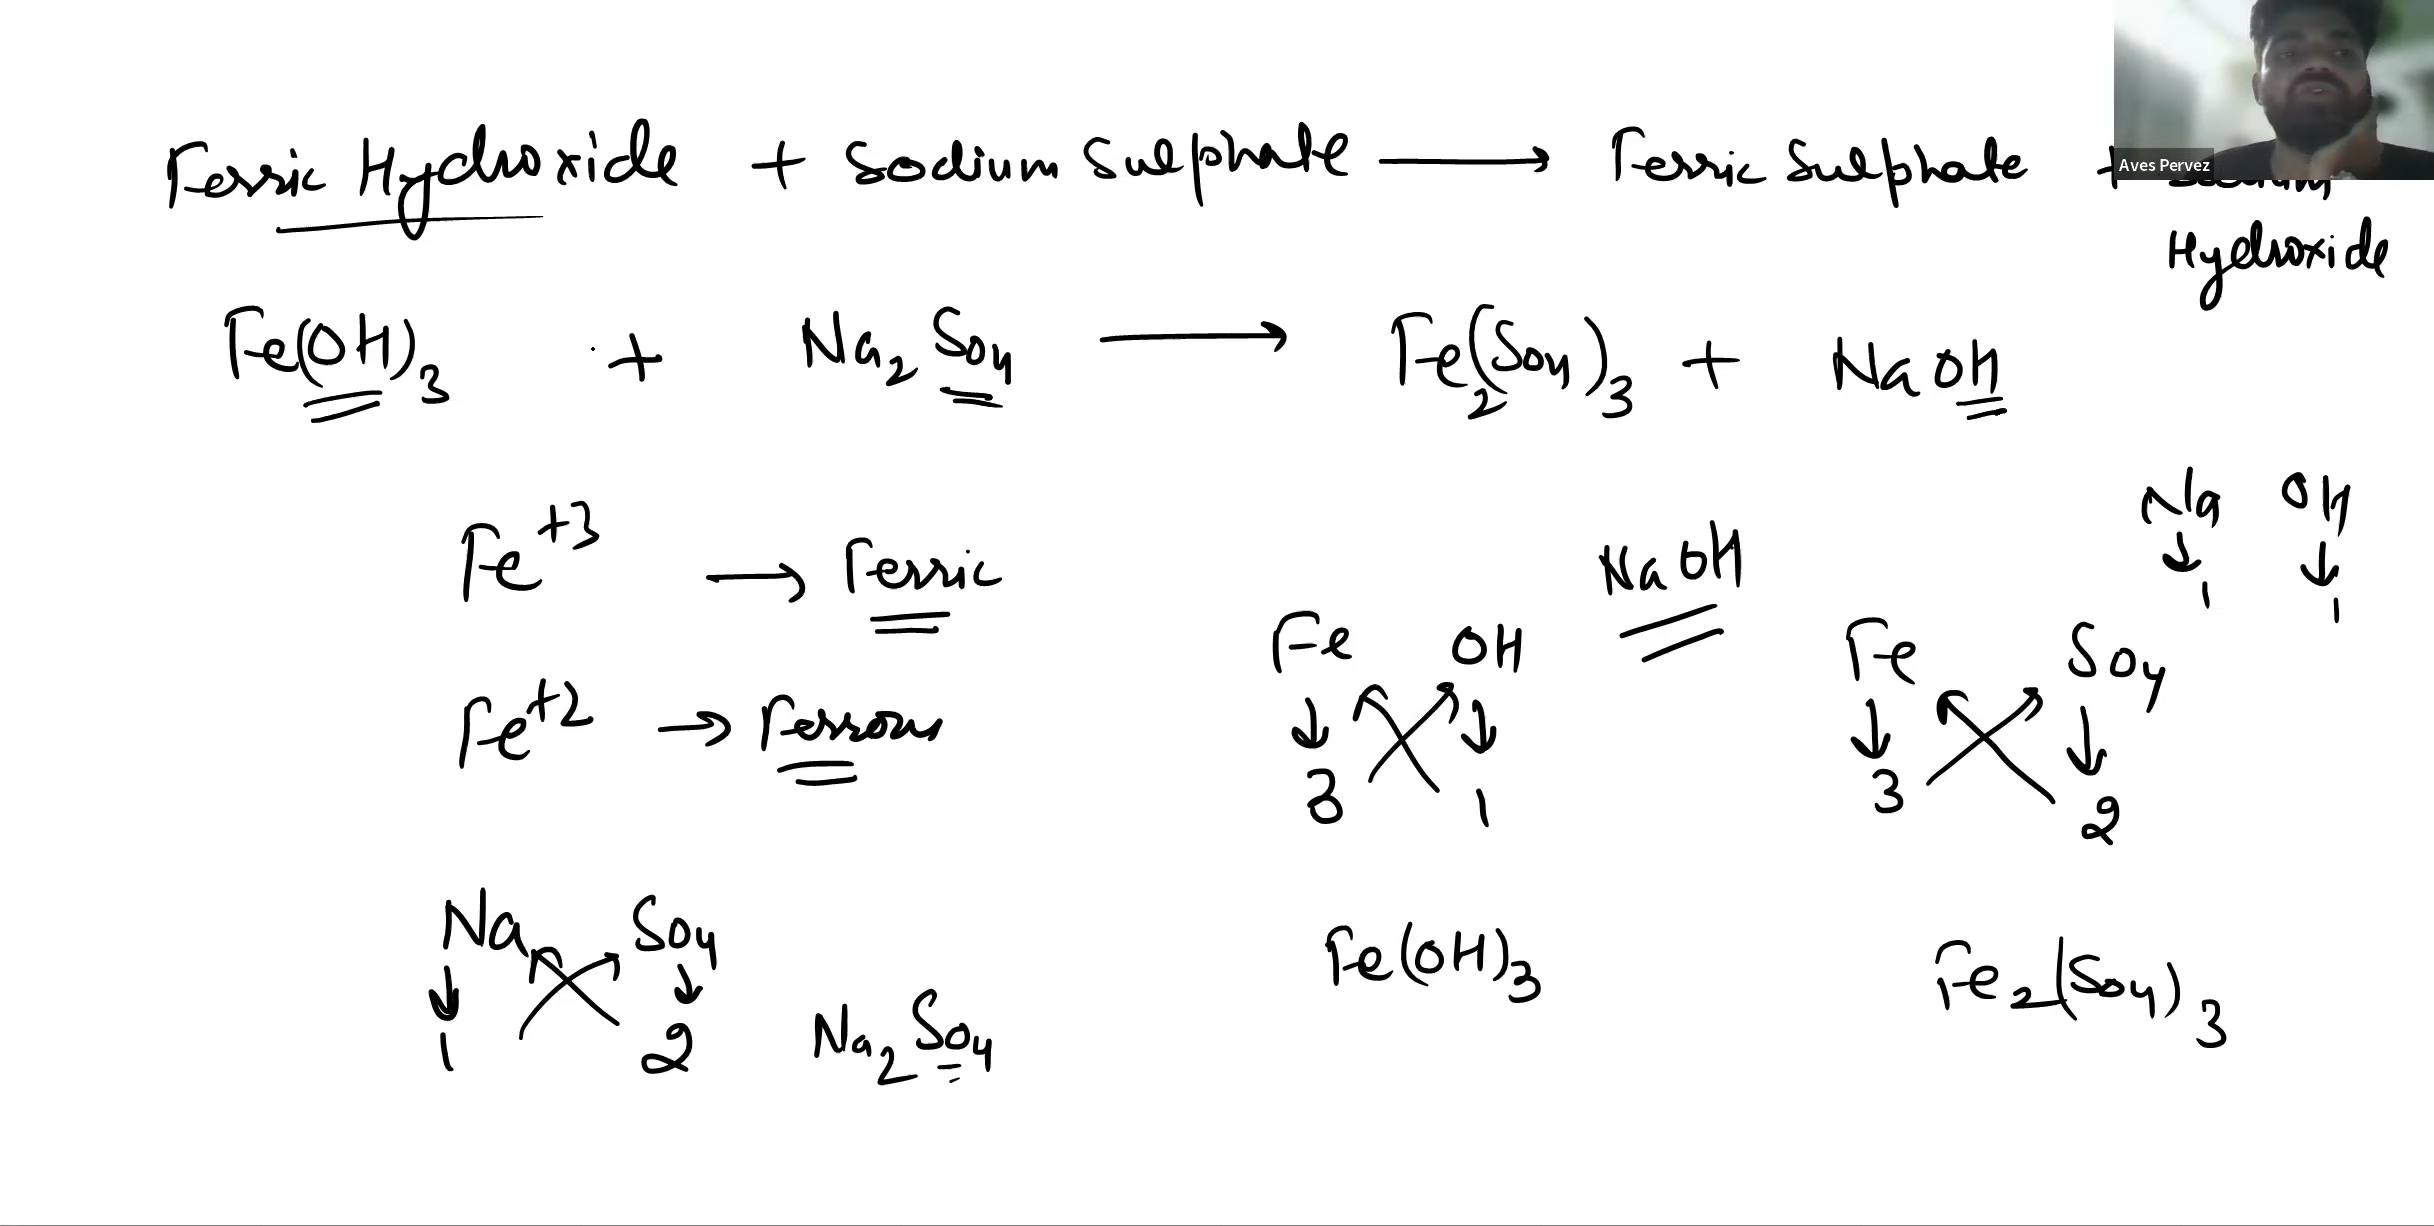 Aves Pervez
Ferric Hydroxide + Sodium Sulphate ⟶ Ferric Sulphate +
Hydroxide
Fe(OH)₃ + Na₂SO₄ ⟶ Fe₂(SO₄)₃ + NaOH
Na OH
↓ ↓
1 1
Fe⁺³ → Ferric
NaOH
Fe OH
↓ ↓
3 1
Fe SO₄
↓ ↓
3 2
Fe⁺² → Ferrous
Na SO₄
↓ ↓
1 2
Na₂SO₄
Fe(OH)₃
Fe₂(SO₄)₃